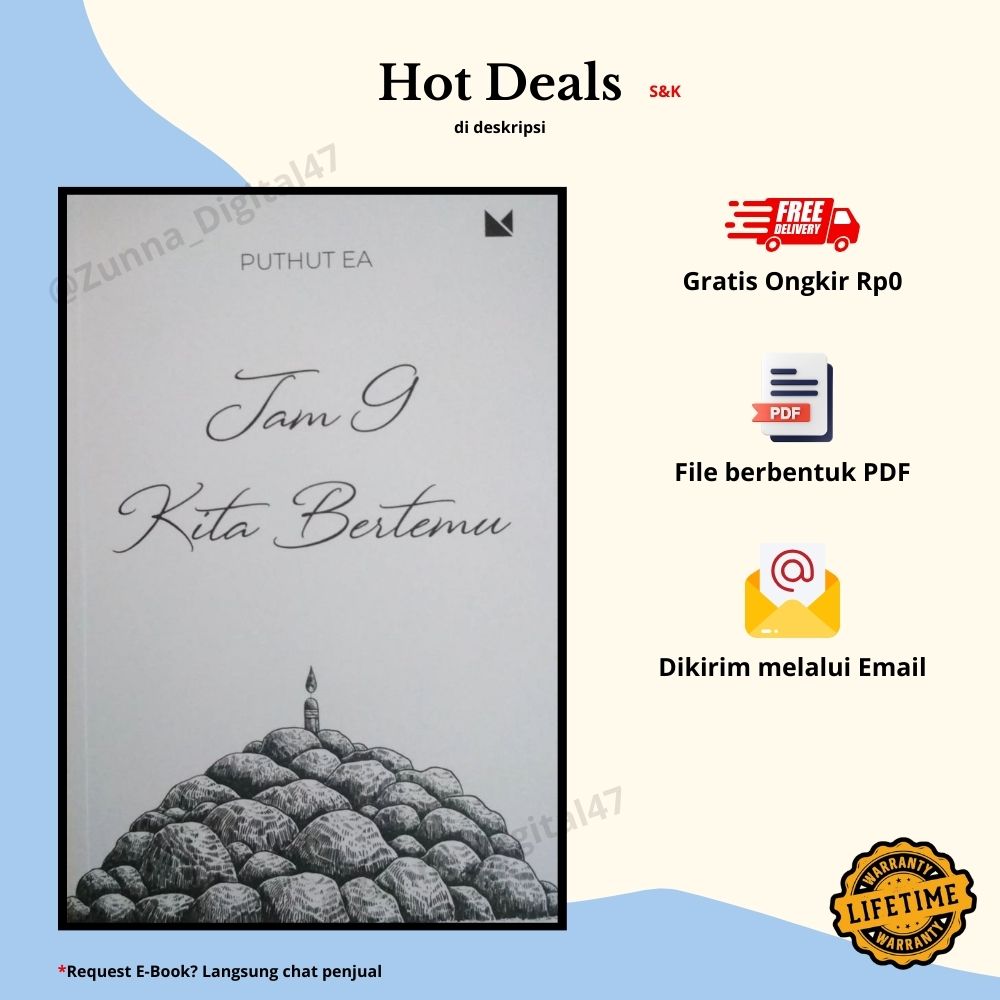 Hot Deals
S&K
di deskripsi
@Zunna_Digital47
PUTHUT EA
Jam 9
Kita Bertemu
FREE
DELIVERY
Gratis Ongkir Rp0
PDF
File berbentuk PDF
@
Dikirim melalui Email
Digital47
WARRANTY
LIFETIME
WARRANTY
*Request E-Book? Langsung chat penjual